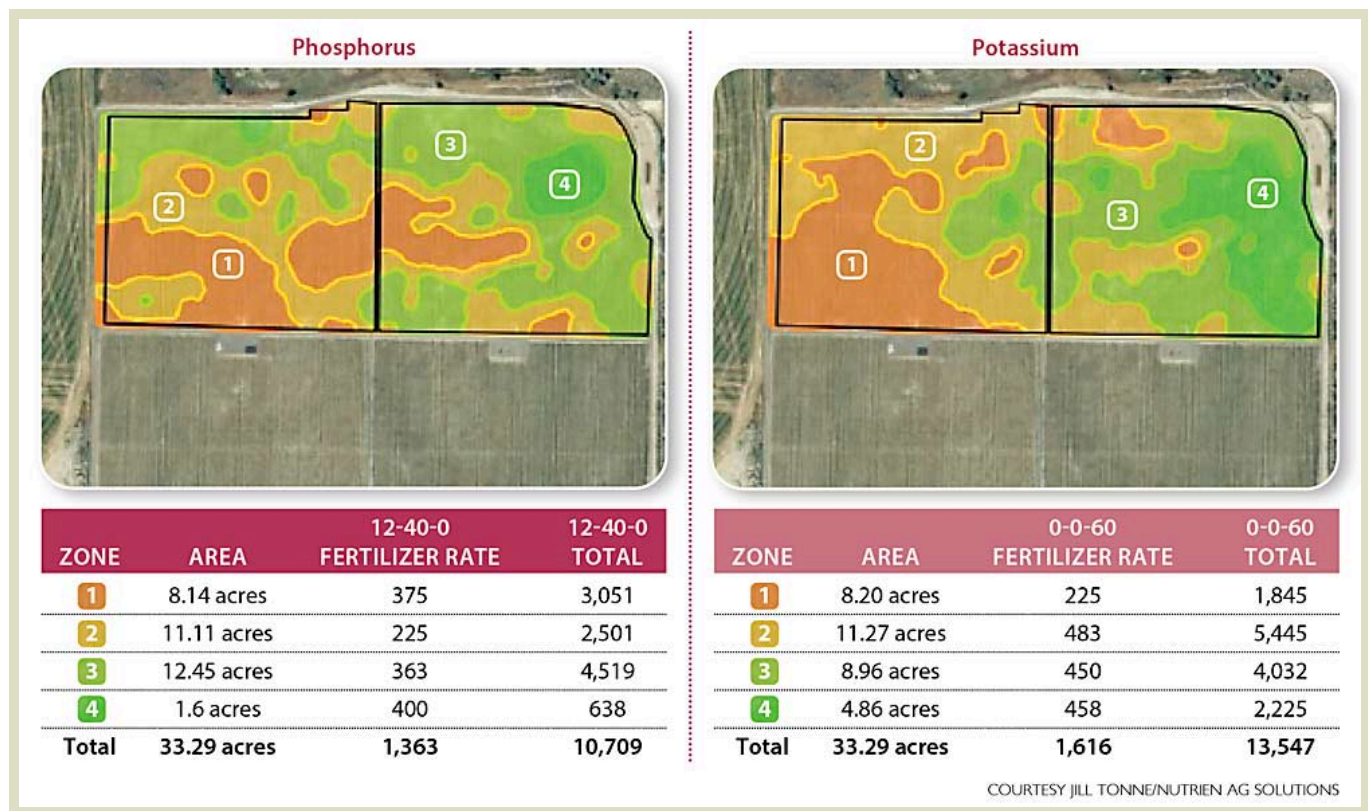 Phosphorus
3
4
2
1
12-40-0 12-40-0
ZONE AREA FERTILIZER RATE TOTAL
1 8.14 acres 375 3,051
2 11.11 acres 225 2,501
3 12.45 acres 363 4,519
4 1.6 acres 400 638
Total 33.29 acres 1,363 10,709
Potassium
2
4
3
1
0-0-60 0-0-60
ZONE AREA FERTILIZER RATE TOTAL
1 8.20 acres 225 1,845
2 11.27 acres 483 5,445
3 8.96 acres 450 4,032
4 4.86 acres 458 2,225
Total 33.29 acres 1,616 13,547
COURTESY JILL TONNE/NUTRIEN AG SOLUTIONS